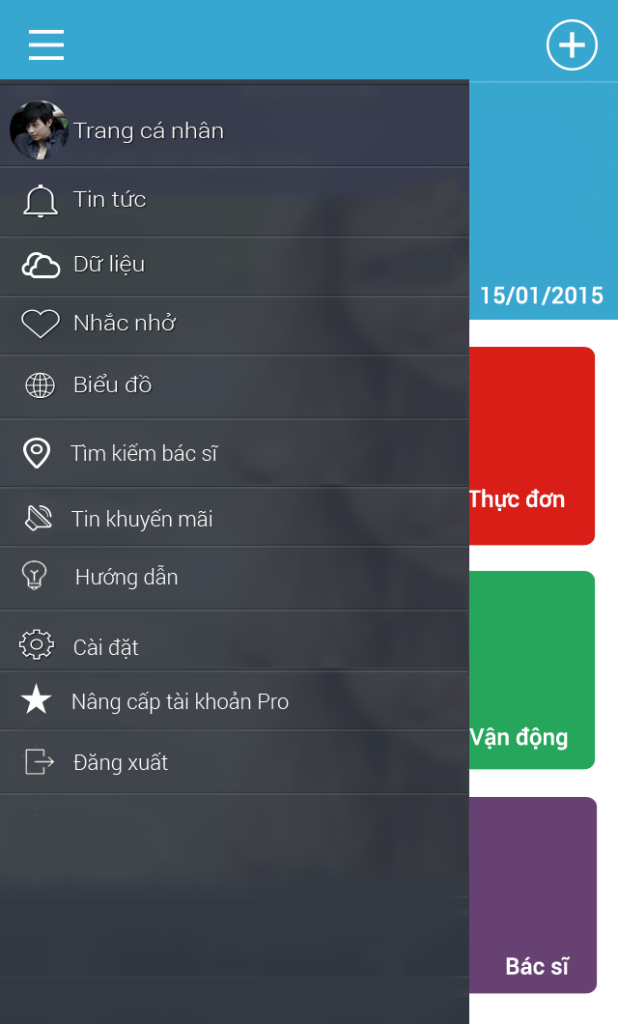 Trang cá nhân
Tin tức
Dữ liệu
15/01/2015
Nhắc nhở
Biểu đồ
Tìm kiếm bác sĩ
Thực đơn
Tin khuyến mãi
Hướng dẫn
Cài đặt
Nâng cấp tài khoản Pro
Vận động
Đăng xuất
Bác sĩ